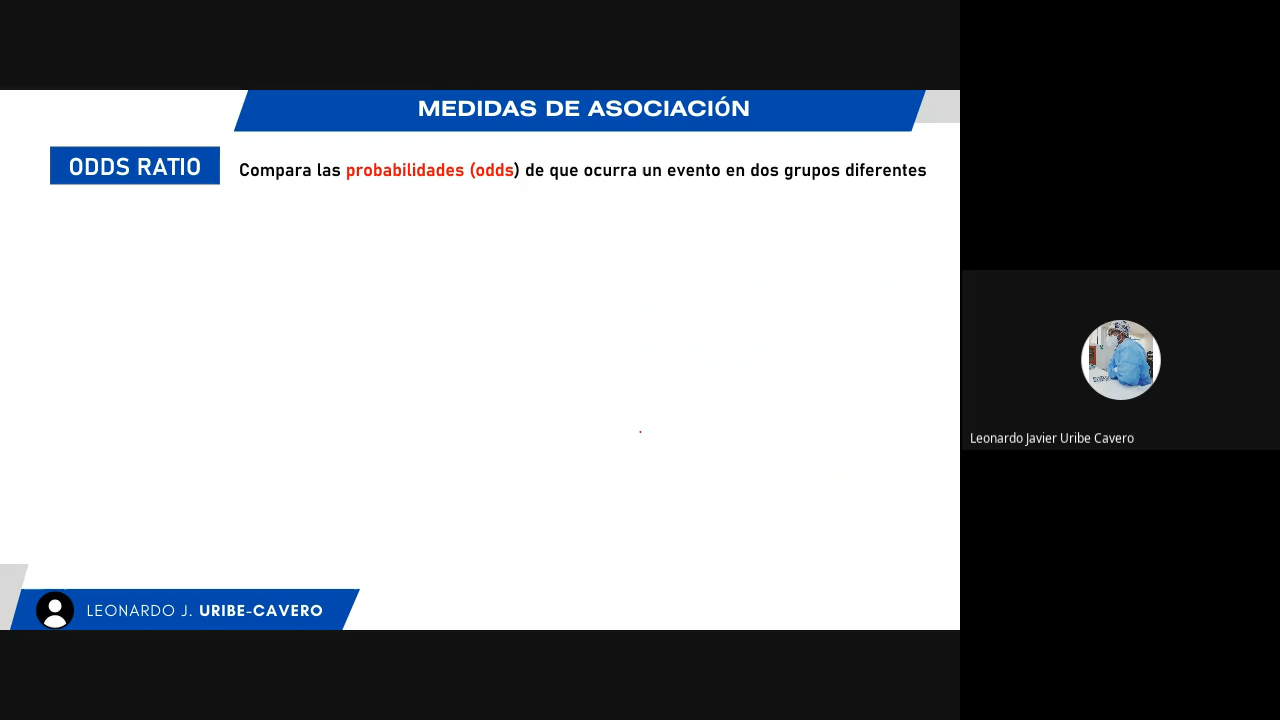 MEDIDAS DE ASOCIACIÓN
ODDS RATIO
Compara las probabilidades (odds) de que ocurra un evento en dos grupos diferentes
Leonardo Javier Uribe Cavero
LEONARDO J. URIBE-CAVERO